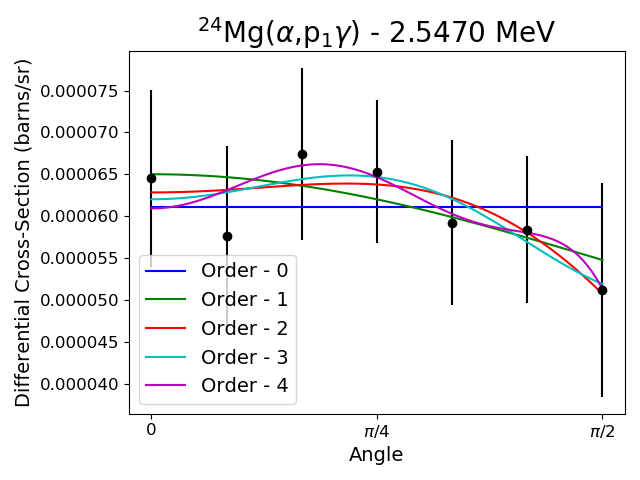 ²⁴Mg(α,p₁γ) - 2.5470 MeV
Differential Cross-Section (barns/sr)
0.000075
0.000070
0.000065
0.000060
0.000055
0.000050
0.000045
0.000040
Order - 0
Order - 1
Order - 2
Order - 3
Order - 4
0 π/4 π/2
Angle